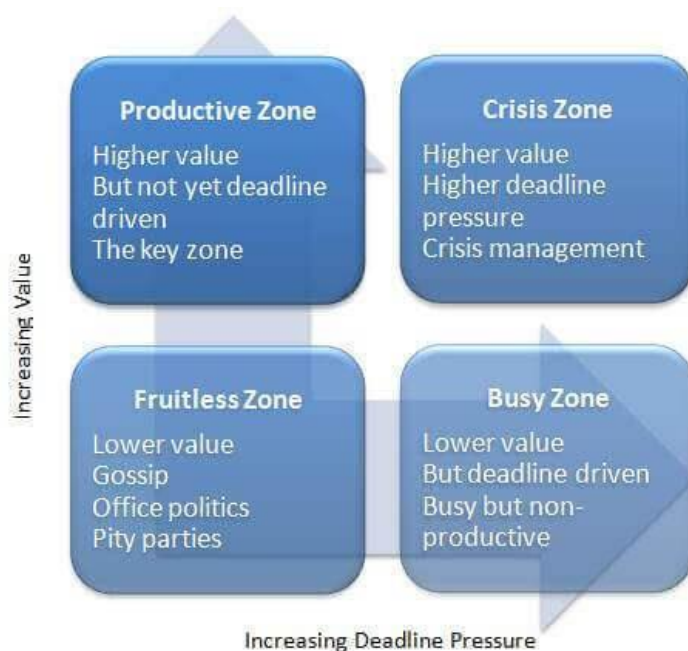 Productive Zone
Higher value
But not yet deadline
driven
The key zone
Crisis Zone
Higher value
Higher deadline
pressure
Crisis management
Increasing Value
Fruitless Zone
Lower value
Gossip
Office politics
Pity parties
Busy Zone
Lower value
But deadline driven
Busy but non-
productive
Increasing Deadline Pressure